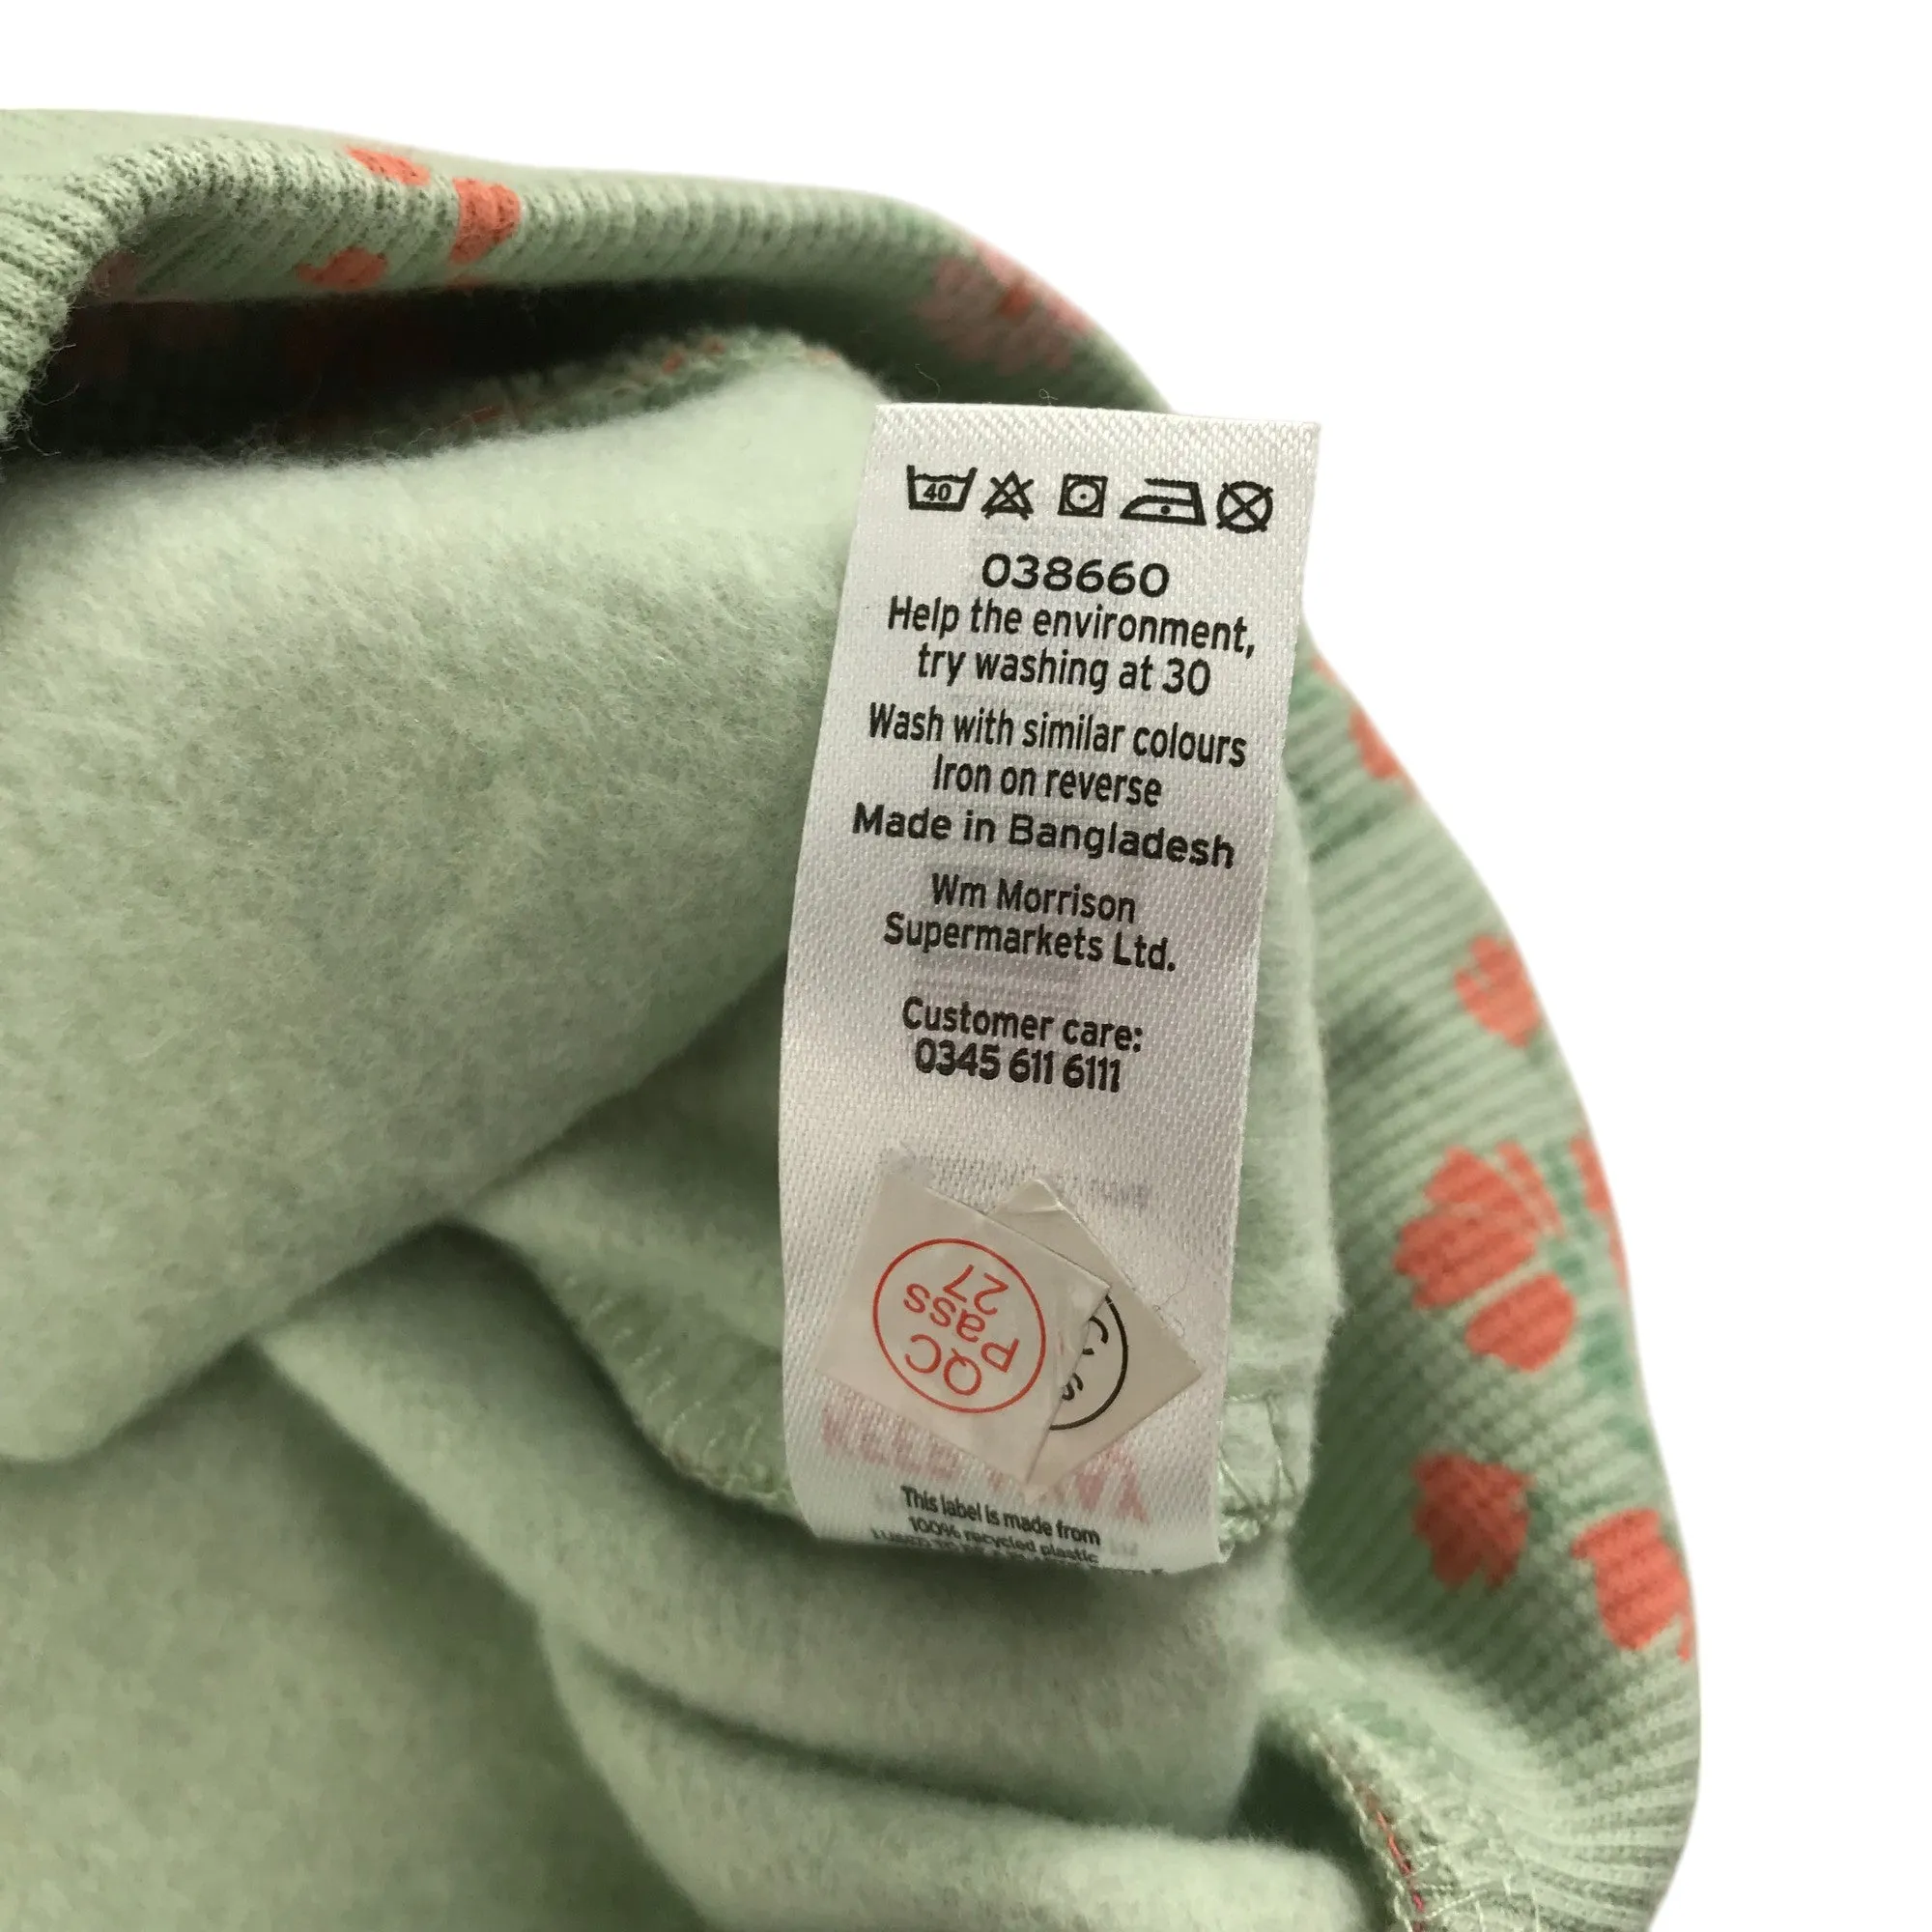 40
038660
Help the environment,
try washing at 30
Wash with similar colours
Iron on reverse
Made in Bangladesh
Wm Morrison
Supermarkets Ltd.
Customer care:
0345 611 6111
QC
Pass
27
This label is made from
100% recycled plastic